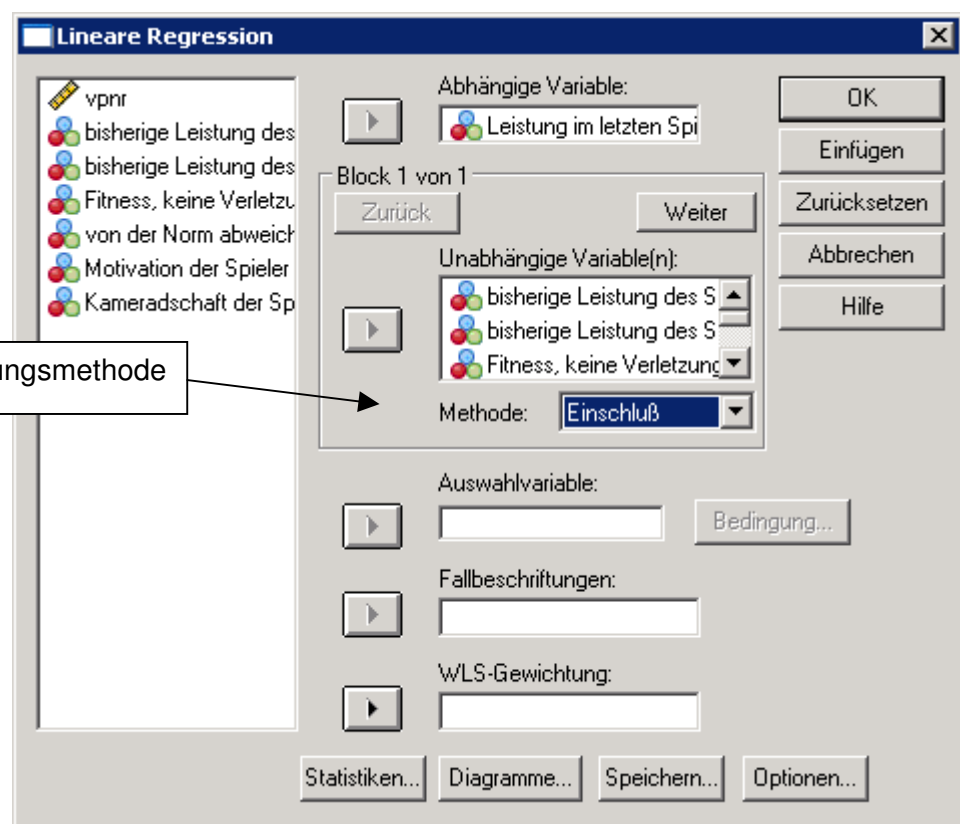 Lineare Regression
vpnr
bisherige Leistung des
bisherige Leistung des
Fitness, keine Verletzu
von der Norm abweich
Motivation der Spieler
Kameradschaft der Sp
ungsmethode
Abhängige Variable:
Leistung im letzten Spi
Block 1 von 1
Zurück
Weiter
Unabhängige Variable(n):
bisherige Leistung des S
bisherige Leistung des S
Fitness, keine Verletzung
Methode:
Einschluß
Auswahlvariable:
Bedingung...
Fallbeschriftungen:
WLS-Gewichtung:
OK
Einfügen
Zurücksetzen
Abbrechen
Hilfe
Statistiken...
Diagramme...
Speichern...
Optionen...